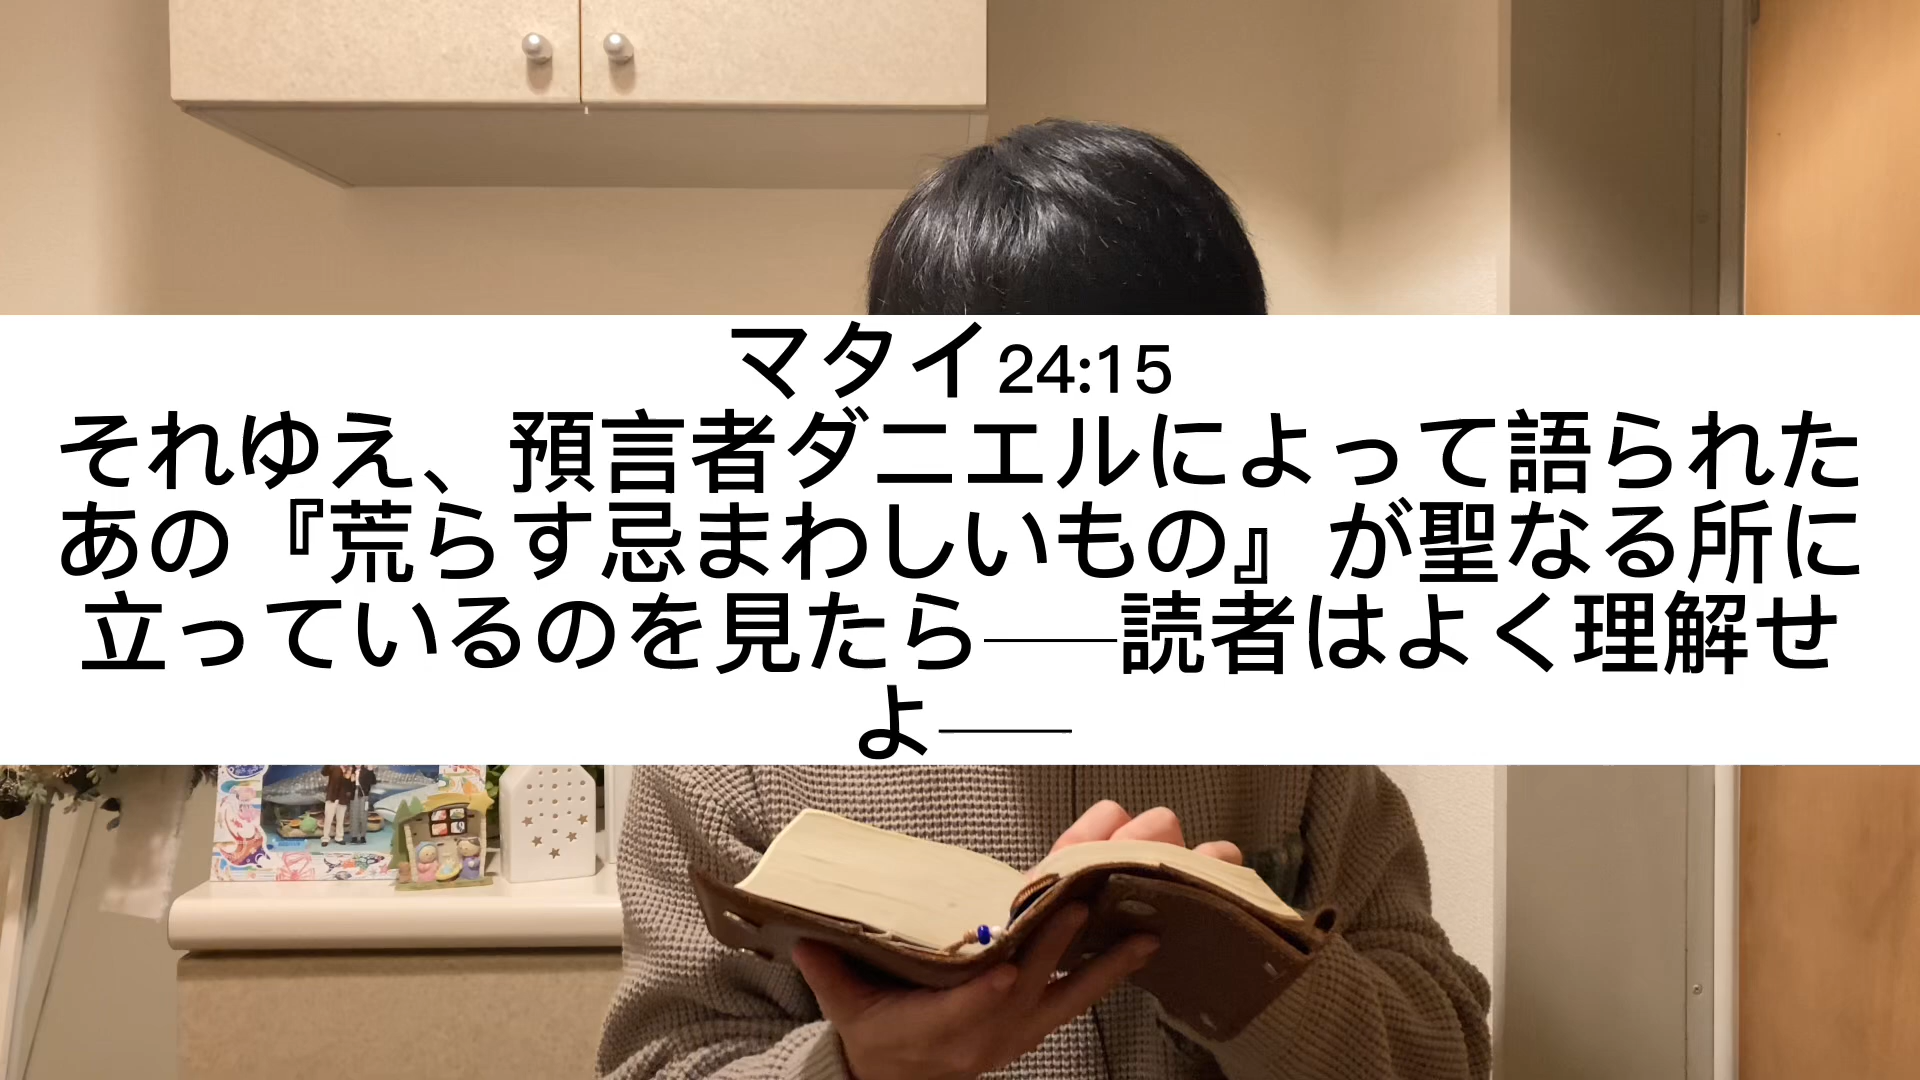 マタイ24:15
それゆえ、預言者ダニエルによって語られた
あの『荒らす忌まわしいもの』が聖なる所に
立っているのを見たら──読者はよく理解せ
よ──